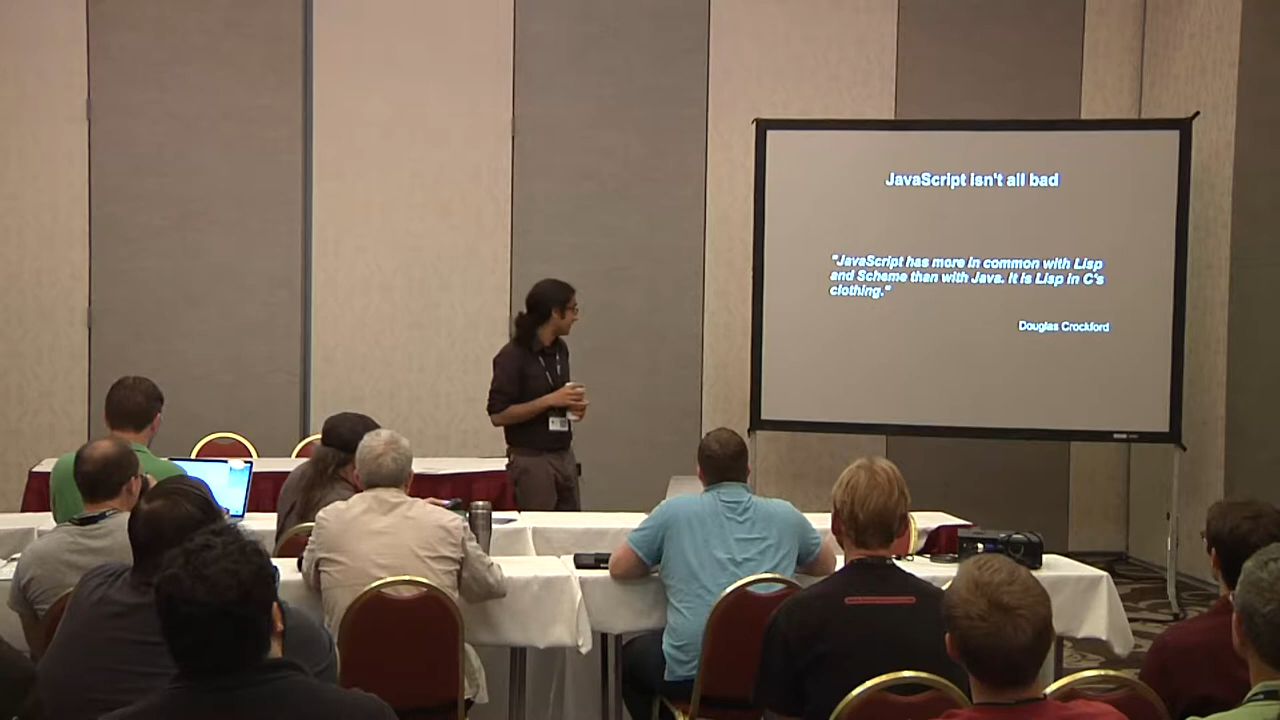 JavaScript isn't all bad
"JavaScript has more in common with Lisp
and Scheme than with Java. It is Lisp in C's
clothing."
Douglas Crockford